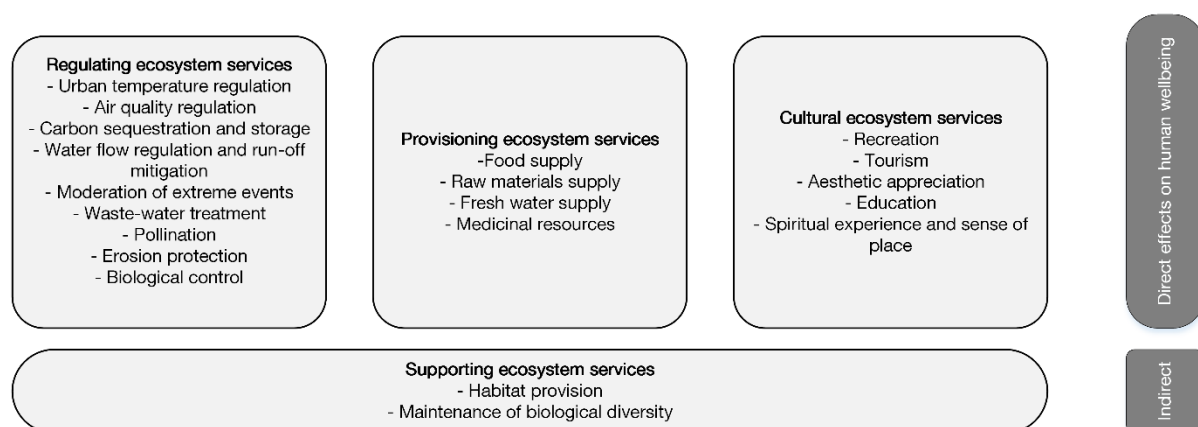 Regulating ecosystem services
- Urban temperature regulation
- Air quality regulation
- Carbon sequestration and storage
- Water flow regulation and run-off
mitigation
- Moderation of extreme events
- Waste-water treatment
- Pollination
- Erosion protection
- Biological control
Provisioning ecosystem services
-Food supply
- Raw materials supply
- Fresh water supply
- Medicinal resources
Cultural ecosystem services
- Recreation
- Tourism
- Aesthetic appreciation
- Education
- Spiritual experience and sense of
place
Direct effects on human wellbeing
Supporting ecosystem services
- Habitat provision
- Maintenance of biological diversity
Indirect